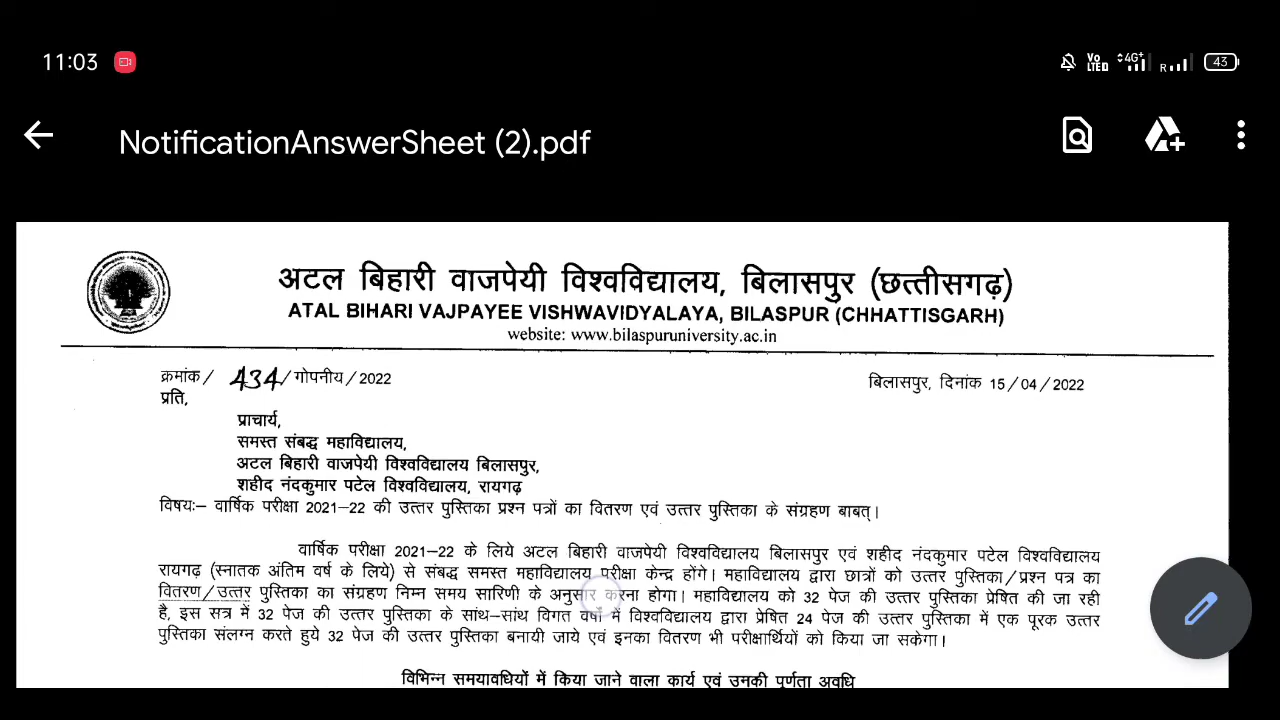 11:03
Vo LTE 4G+ R 43
NotificationAnswerSheet (2).pdf
अटल बिहारी वाजपेयी विश्वविद्यालय, बिलासपुर (छत्तीसगढ़)
ATAL BIHARI VAJPAYEE VISHWAVIDYALAYA, BILASPUR (CHHATTISGARH)
website: www.bilaspuruniversity.ac.in
क्रमांक/ 434/गोपनीय/2022 बिलासपुर, दिनांक 15/04/2022
प्रति,
प्राचार्य,
समस्त संबद्ध महाविद्यालय,
अटल बिहारी वाजपेयी विश्वविद्यालय बिलासपुर,
शहीद नंदकुमार पटेल विश्वविद्यालय, रायगढ़
विषयः– वार्षिक परीक्षा 2021–22 की उत्तर पुस्तिका प्रश्न पत्रों का वितरण एवं उत्तर पुस्तिका के संग्रहण बाबत्।
वार्षिक परीक्षा 2021–22 के लिये अटल बिहारी वाजपेयी विश्वविद्यालय बिलासपुर एवं शहीद नंदकुमार पटेल विश्वविद्यालय
रायगढ़ (स्नातक अंतिम वर्ष के लिये) से संबद्ध समस्त महाविद्यालय परीक्षा केन्द्र होंगे। महाविद्यालय द्वारा छात्रों को उत्तर पुस्तिका/प्रश्न पत्र का
वितरण/उत्तर पुस्तिका का संग्रहण निम्न समय सारिणी के अनुसार करना होगा। महाविद्यालय को 32 पेज की उत्तर पुस्तिका प्रेषित की जा रही
है, इस सत्र में 32 पेज की उत्तर पुस्तिका के सांथ–सांथ विगत वर्षों में विश्वविद्यालय द्वारा प्रेषित 24 पेज की उत्तर पुस्तिका में एक पूरक उत्तर
पुस्तिका संलग्न करते हुये 32 पेज की उत्तर पुस्तिका बनायी जाये एवं इनका वितरण भी परीक्षार्थियों को किया जा सकेगा।
विभिन्न समयावधियों में किया जाने वाला कार्य एवं उनकी पूर्णता अवधि